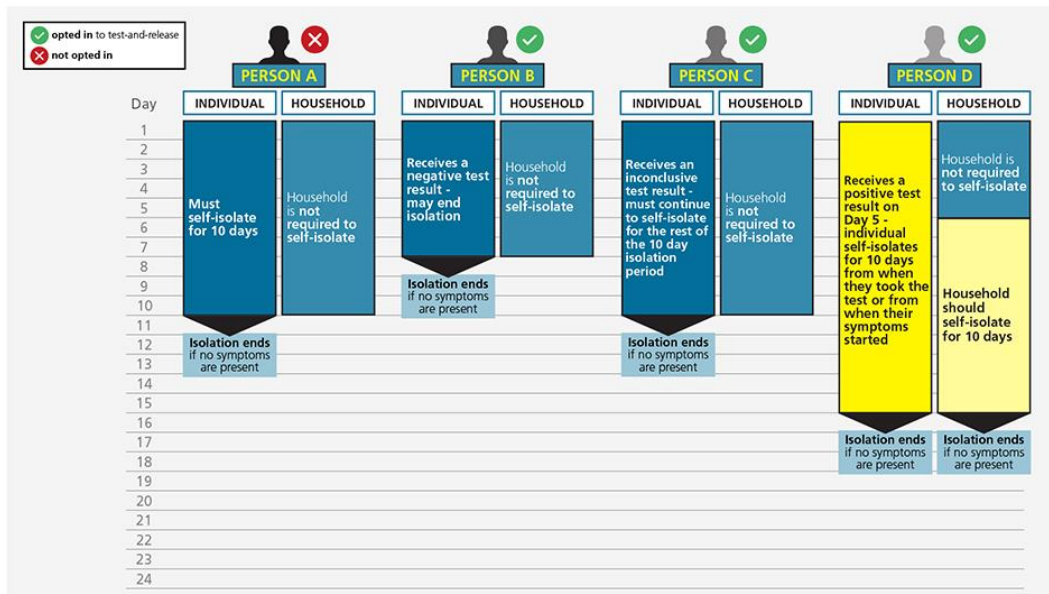 opted in to test-and-release
not opted in
PERSON A
PERSON B
PERSON C
PERSON D
Day
INDIVIDUAL
HOUSEHOLD
INDIVIDUAL
HOUSEHOLD
INDIVIDUAL
HOUSEHOLD
INDIVIDUAL
HOUSEHOLD
1
2
3
4
5
6
7
8
9
10
11
12
13
14
15
16
17
18
19
20
21
22
23
24
Must
self-isolate
for 10 days
Isolation ends
if no symptoms
are present
Household
is not
required to
self-isolate
Receives a
negative test
result -
may end
isolation
Isolation ends
if no symptoms
are present
Household
is not
required to
self-isolate
Receives an
inconclusive
test result -
must continue
to self-isolate
for the rest of
the 10 day
isolation
period
Isolation ends
if no symptoms
are present
Household
is not
required to
self-isolate
Receives a
positive test
result on
Day 5 -
individual
self-isolates
for 10 days
from when
they took the
test or from
when their
symptoms
started
Isolation ends
if no symptoms
are present
Household is
not required
to self-isolate
Household
should
self-isolate
for 10 days
Isolation ends
if no symptoms
are present